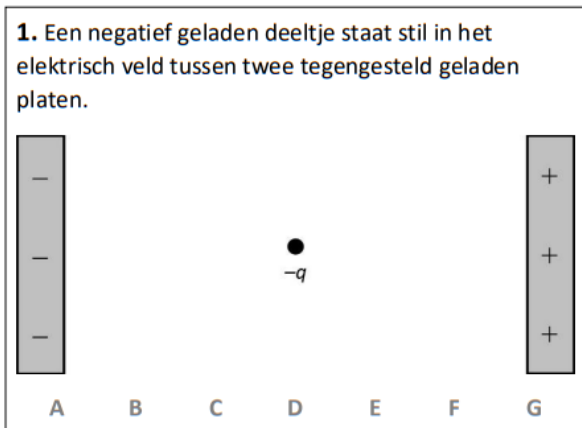 1. Een negatief geladen deeltje staat stil in het
elektrisch veld tussen twee tegengesteld geladen
platen.
− +
− +
−q
− +
A B C D E F G